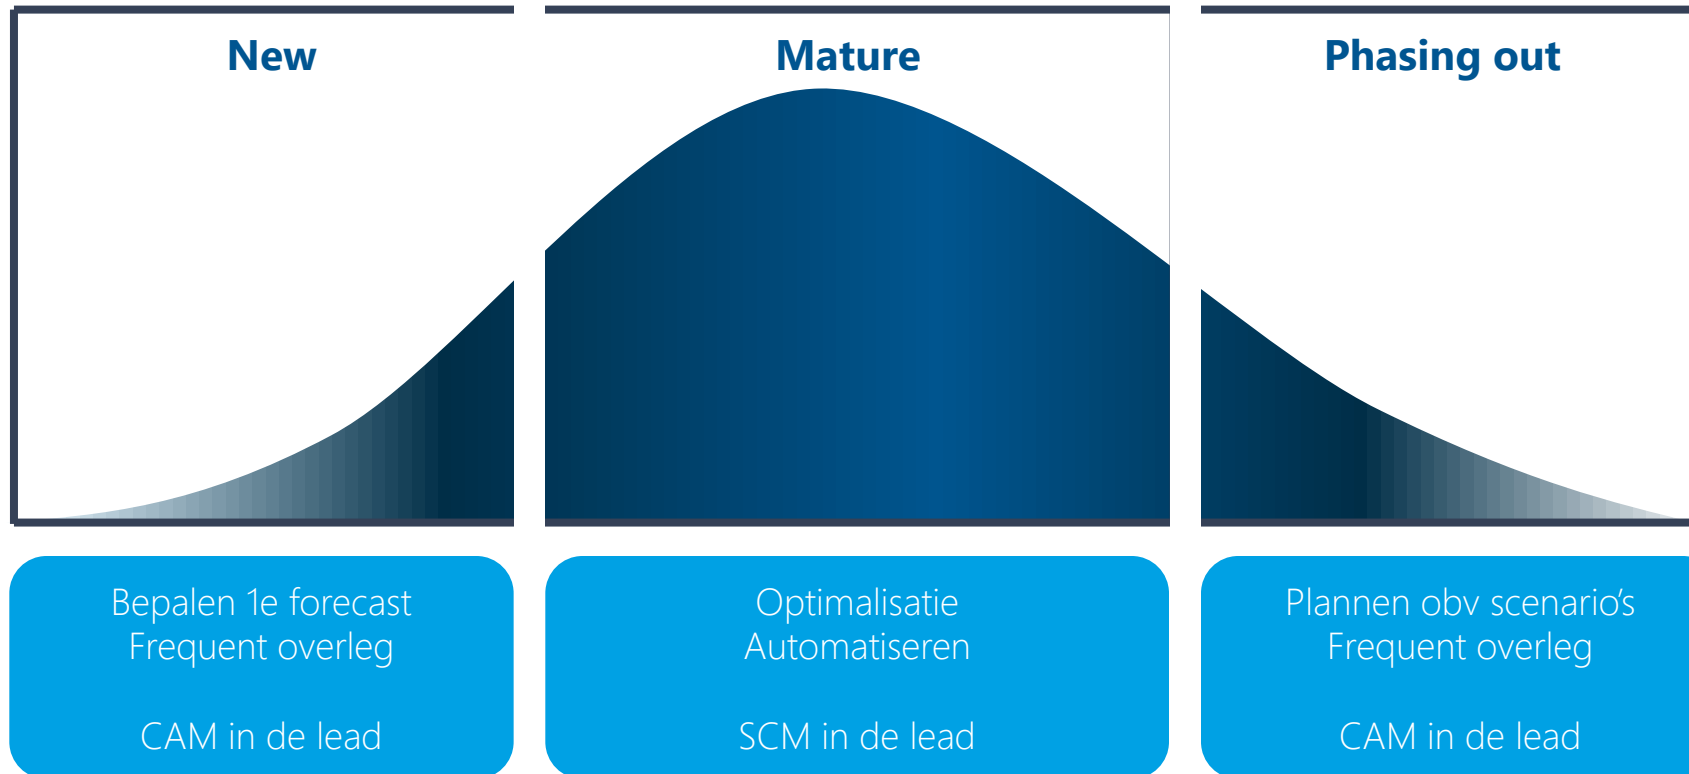 New
Mature
Phasing out
Bepalen 1e forecast
Frequent overleg
CAM in de lead
Optimalisatie
Automatiseren
SCM in de lead
Plannen obv scenario's
Frequent overleg
CAM in de lead